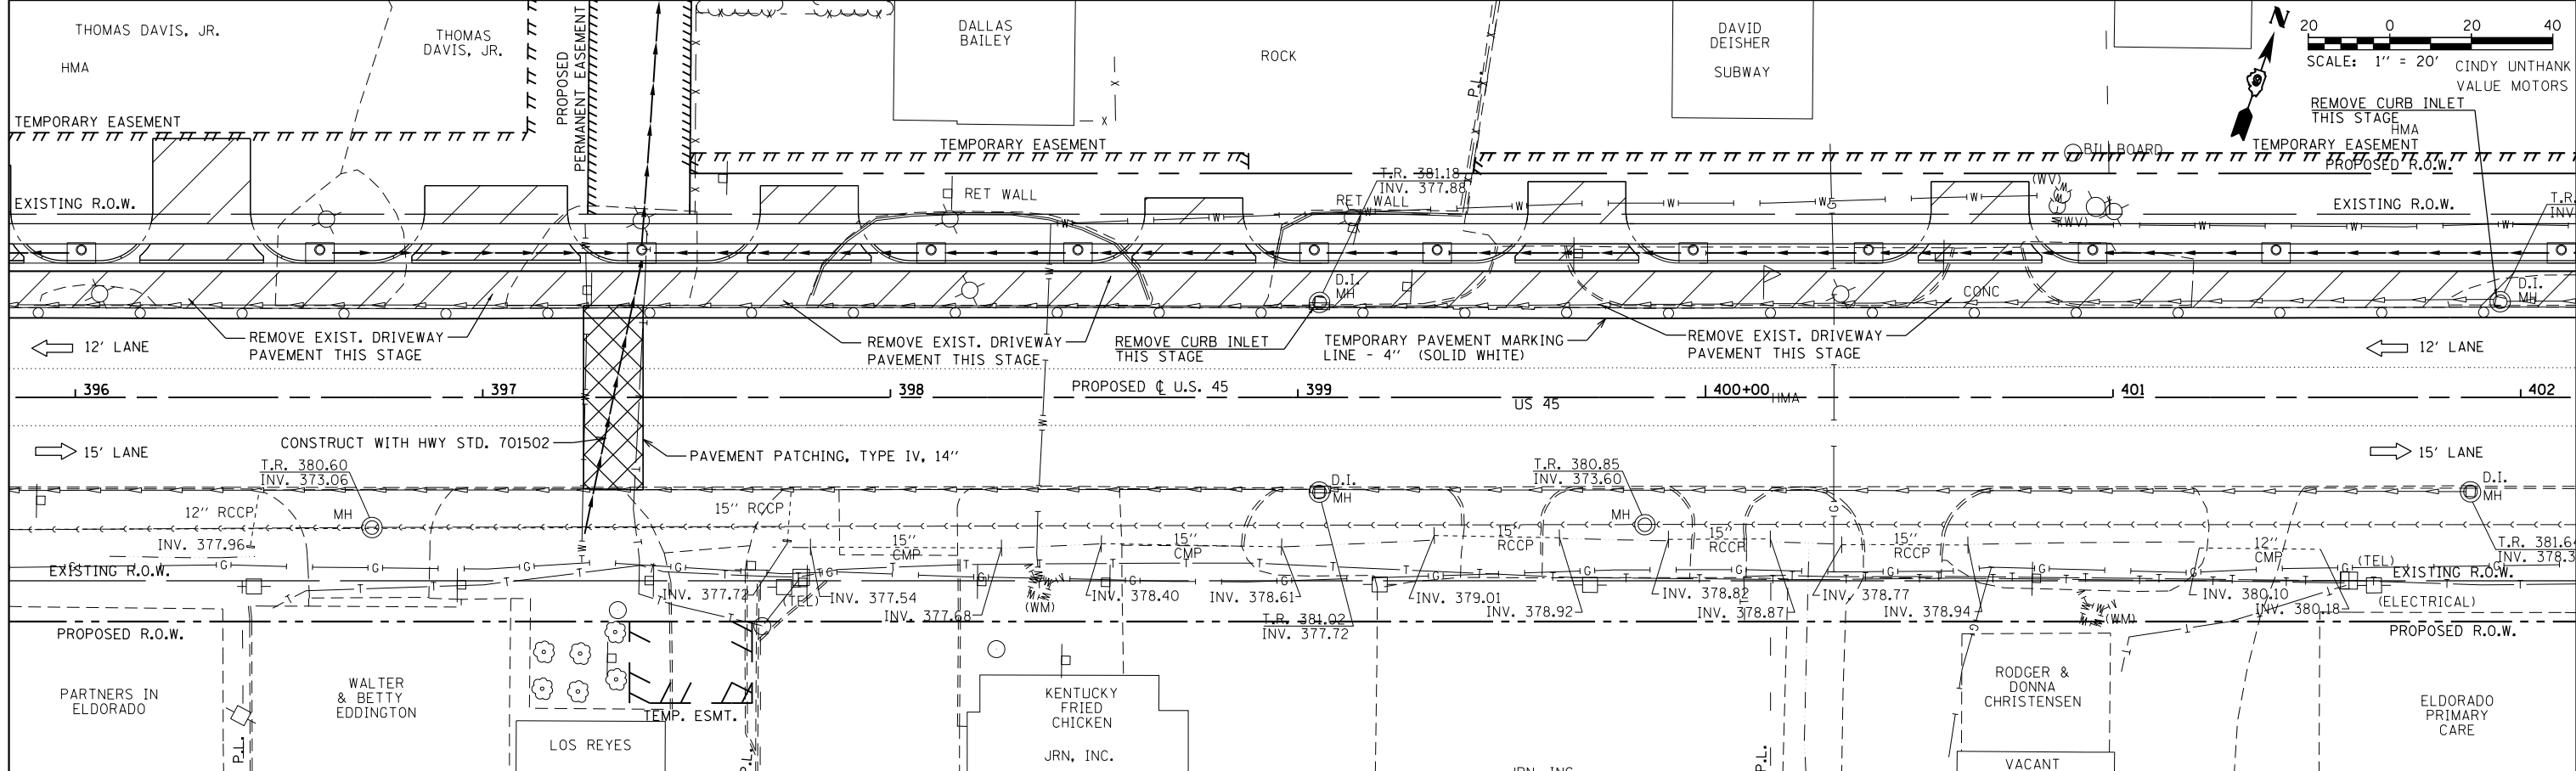 THOMAS DAVIS, JR.
HMA
THOMAS
DAVIS, JR.
PROPOSED
PERMANENT EASEMENT
DALLAS
BAILEY
ROCK
P.L.
DAVID
DEISHER
SUBWAY
N
20 0 20 40
SCALE: 1" = 20'
CINDY UNTHANK
VALUE MOTORS
REMOVE CURB INLET
THIS STAGE
HMA
TEMPORARY EASEMENT
TEMPORARY EASEMENT
TEMPORARY EASEMENT
BILLBOARD
PROPOSED R.O.W.
EXISTING R.O.W.
RET WALL
T.R. 381.18
INV. 377.88
RET WALL
(WV)
(WV)
EXISTING R.O.W.
T.R.
INV.
D.I.
MH
CONC
D.I.
MH
REMOVE EXIST. DRIVEWAY
PAVEMENT THIS STAGE
REMOVE EXIST. DRIVEWAY
PAVEMENT THIS STAGE
REMOVE CURB INLET
THIS STAGE
TEMPORARY PAVEMENT MARKING
LINE - 4" (SOLID WHITE)
REMOVE EXIST. DRIVEWAY
PAVEMENT THIS STAGE
12' LANE
12' LANE
396
397
398
PROPOSED ℄ U.S. 45
399
US 45
400+00
HMA
401
402
CONSTRUCT WITH HWY STD. 701502
PAVEMENT PATCHING, TYPE IV, 14"
15' LANE
15' LANE
T.R. 380.60
INV. 373.06
T.R. 380.85
INV. 373.60
D.I.
MH
D.I.
MH
12" RCCP
MH
15" RCCP
MH
INV. 377.96
15"
CMP
15"
CMP
15"
RCCP
15"
RCCP
15"
RCCP
12"
CMP
T.R. 381.6
INV. 378.3
EXISTING R.O.W.
(TEL)
EXISTING R.O.W.
INV. 377.72
(TEL)
INV. 377.54
INV. 377.68
(WM)
INV. 378.40
INV. 378.61
T.R. 381.02
INV. 377.72
INV. 379.01
INV. 378.92
INV. 378.82
INV. 378.87
INV. 378.77
INV. 378.94
(WM)
INV. 380.10
INV. 380.18
(ELECTRICAL)
PROPOSED R.O.W.
PROPOSED R.O.W.
PARTNERS IN
ELDORADO
P.L.
WALTER
& BETTY
EDDINGTON
TEMP. ESMT.
LOS REYES
P.L.
KENTUCKY
FRIED
CHICKEN
JRN, INC.
JRN, INC.
P.L.
RODGER &
DONNA
CHRISTENSEN
VACANT
ELDORADO
PRIMARY
CARE